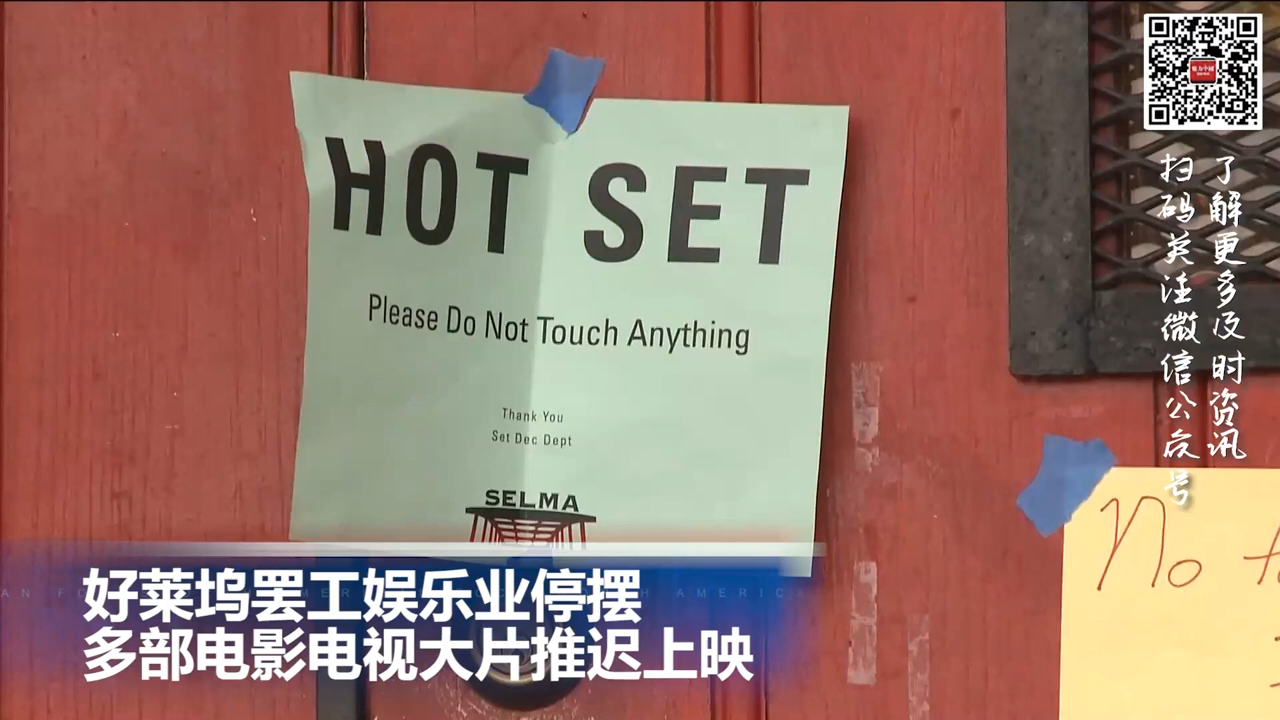 HOT SET
Please Do Not Touch Anything
Thank You
Set Dec Dept
SELMA
了解更多及时资讯
扫码关注微信公众号
No
好莱坞罢工娱乐业停摆
多部电影电视大片推迟上映